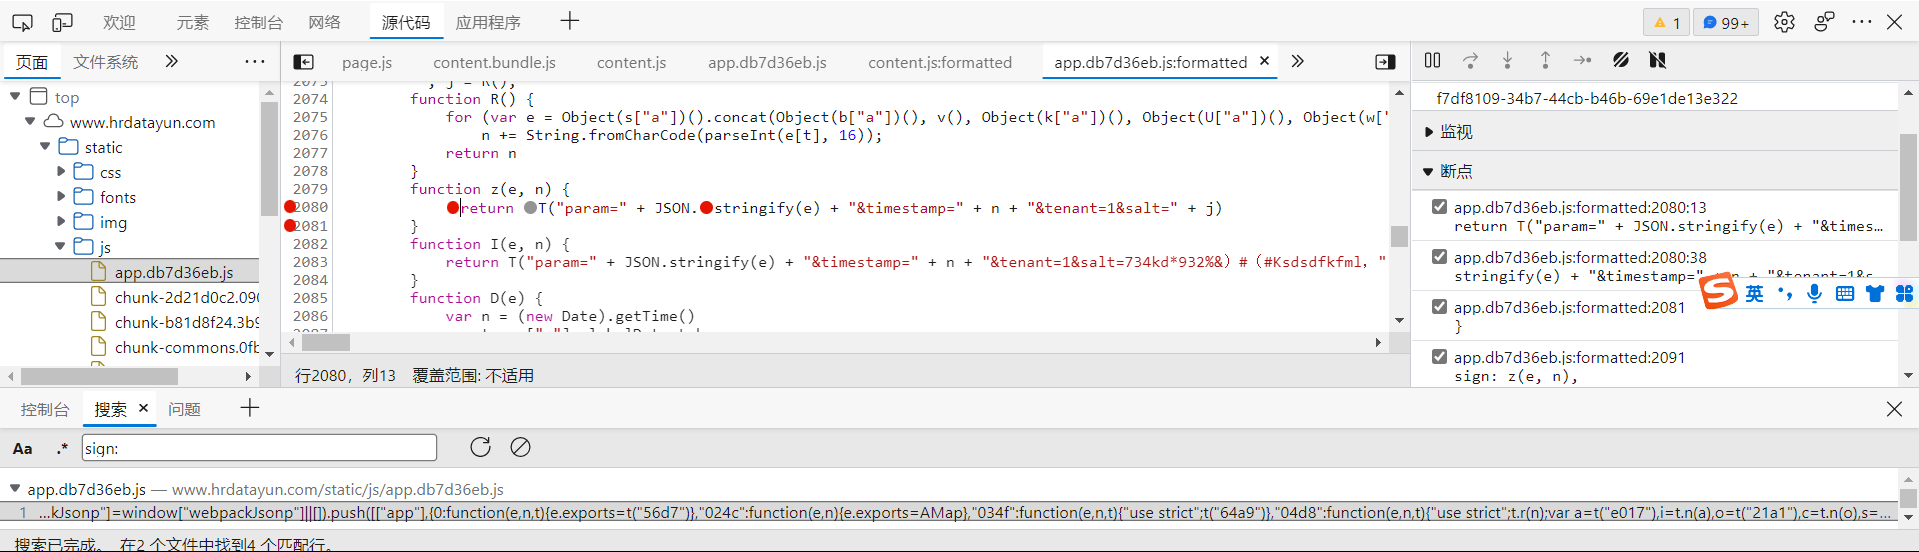 欢迎 元素 控制台 网络 源代码 应用程序 1 99+
页面 文件系统 page.js content.bundle.js content.js app.db7d36eb.js content.js:formatted app.db7d36eb.js:formatted
top
www.hrdatayun.com
static
css
fonts
img
js
app.db7d36eb.js
chunk-2d21d0c2.090
chunk-b81d8f24.3b9
chunk-commons.0fb
2073 , j = R();
2074 function R() {
2075 for (var e = Object(s["a"])().concat(Object(b["a"])(), v(), Object(k["a"])(), Object(U["a"])(), Object(w['
2076 n += String.fromCharCode(parseInt(e[t], 16));
2077 return n
2078 }
2079 function z(e, n) {
2080 return T("param=" + JSON.stringify(e) + "&timestamp=" + n + "&tenant=1&salt=" + j)
2081 }
2082 function I(e, n) {
2083 return T("param=" + JSON.stringify(e) + "&timestamp=" + n + "&tenant=1&salt=734kd*932%&）#（#Ksdsdfkfml，"
2084 }
2085 function D(e) {
2086 var n = (new Date).getTime()
行2080，列13 覆盖范围: 不适用
f7df8109-34b7-44cb-b46b-69e1de13e322
监视
断点
app.db7d36eb.js:formatted:2080:13
return T("param=" + JSON.stringify(e) + "&times…
app.db7d36eb.js:formatted:2080:38
stringify(e) + "&timestamp=" + n + "&tenant=1&s
英
app.db7d36eb.js:formatted:2081
}
app.db7d36eb.js:formatted:2091
sign: z(e, n),
控制台 搜索 问题
Aa .* sign:
app.db7d36eb.js — www.hrdatayun.com/static/js/app.db7d36eb.js
1 …kJsonp"]=window["webpackJsonp"]||[]).push([["app"],{0:function(e,n,t){e.exports=t("56d7")},"024c":function(e,n){e.exports=AMap},"034f":function(e,n,t){"use strict";t("64a9")},"04d8":function(e,n,t){"use strict";t.r(n);var a=t("e017"),i=t.n(a),o=t("21a1"),c=t.n(o),s=…
搜索已完成。 在2 个文件中找到4 个匹配行。